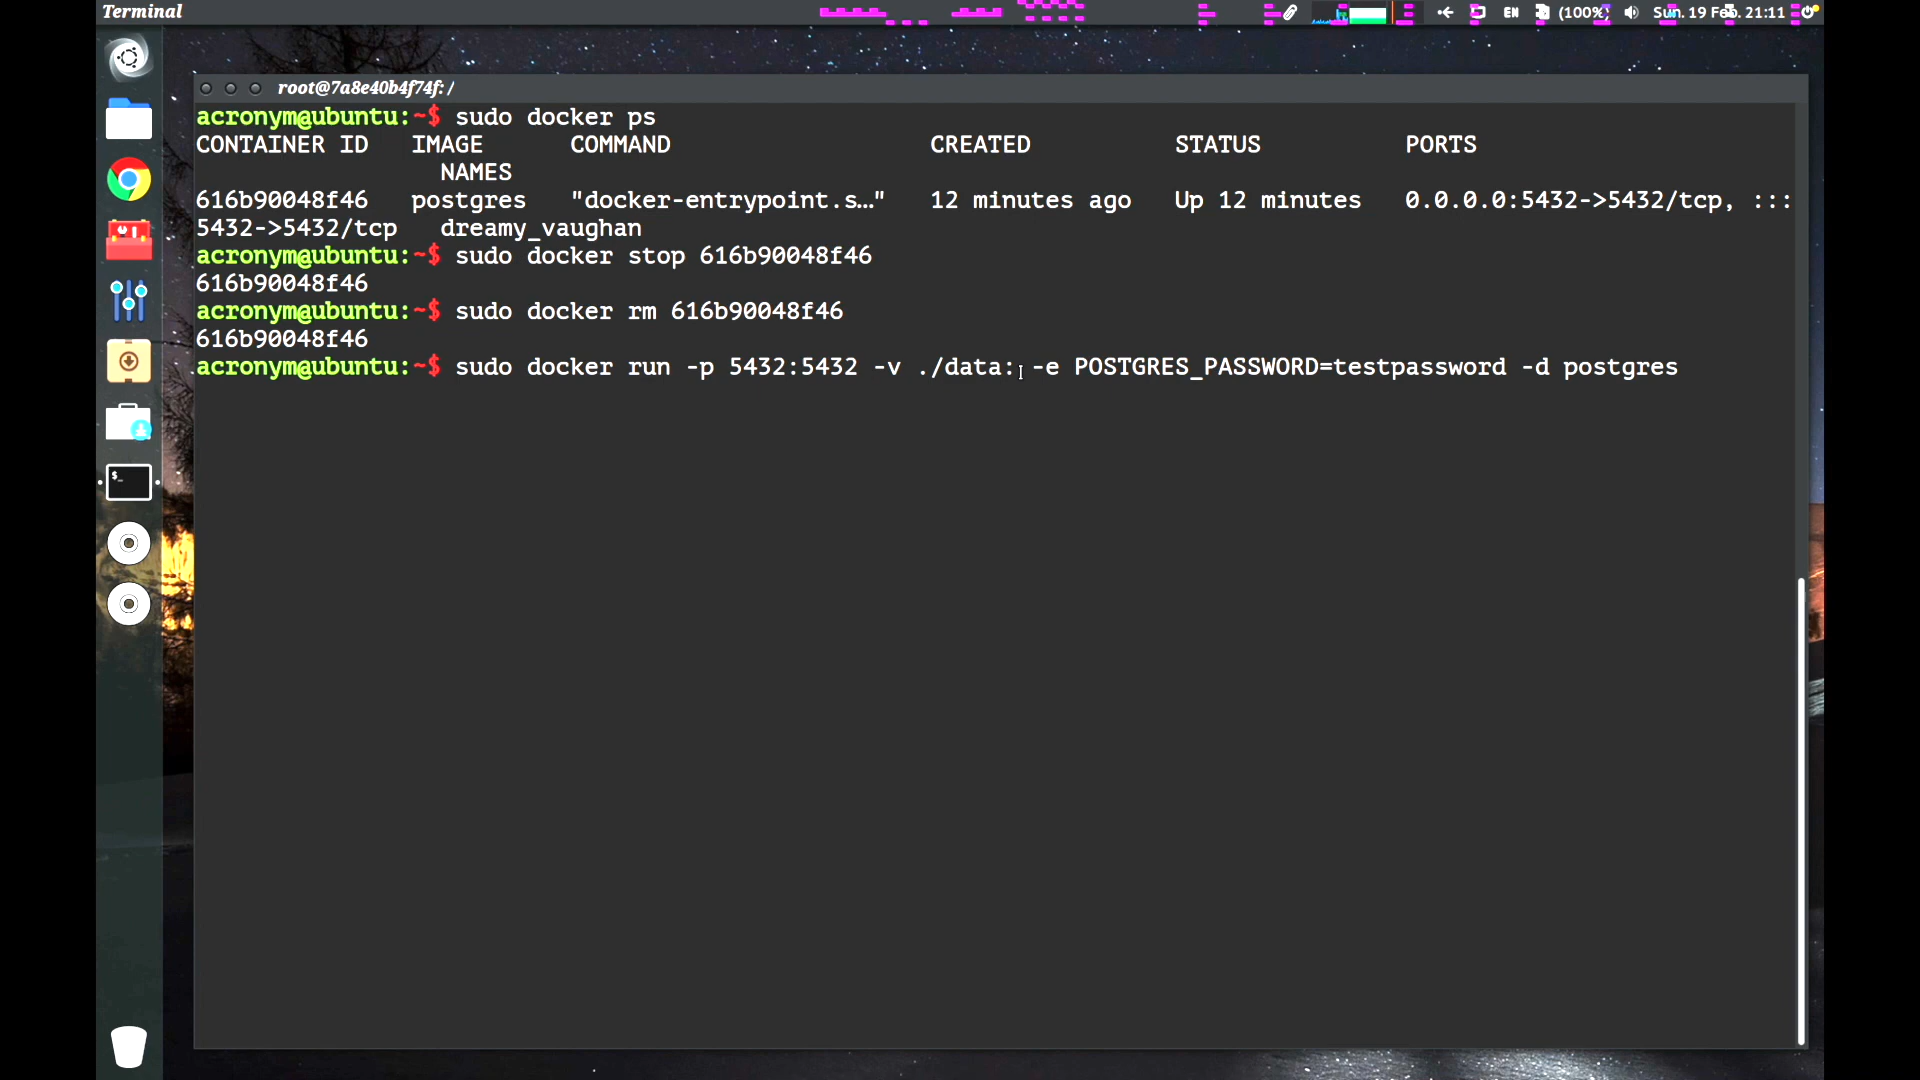 Terminal
EN
(100%)
Sun. 19 Feb. 21:11
root@7a8e40b4f74f: /
acronym@ubuntu:~$ sudo docker ps
CONTAINER ID   IMAGE      COMMAND                  CREATED          STATUS          PORTS
NAMES
616b90048f46   postgres   "docker-entrypoint.s…"   12 minutes ago   Up 12 minutes   0.0.0.0:5432->5432/tcp, :::
5432->5432/tcp   dreamy_vaughan
acronym@ubuntu:~$ sudo docker stop 616b90048f46
616b90048f46
acronym@ubuntu:~$ sudo docker rm 616b90048f46
616b90048f46
acronym@ubuntu:~$ sudo docker run -p 5432:5432 -v ./data: -e POSTGRES_PASSWORD=testpassword -d postgres
$_